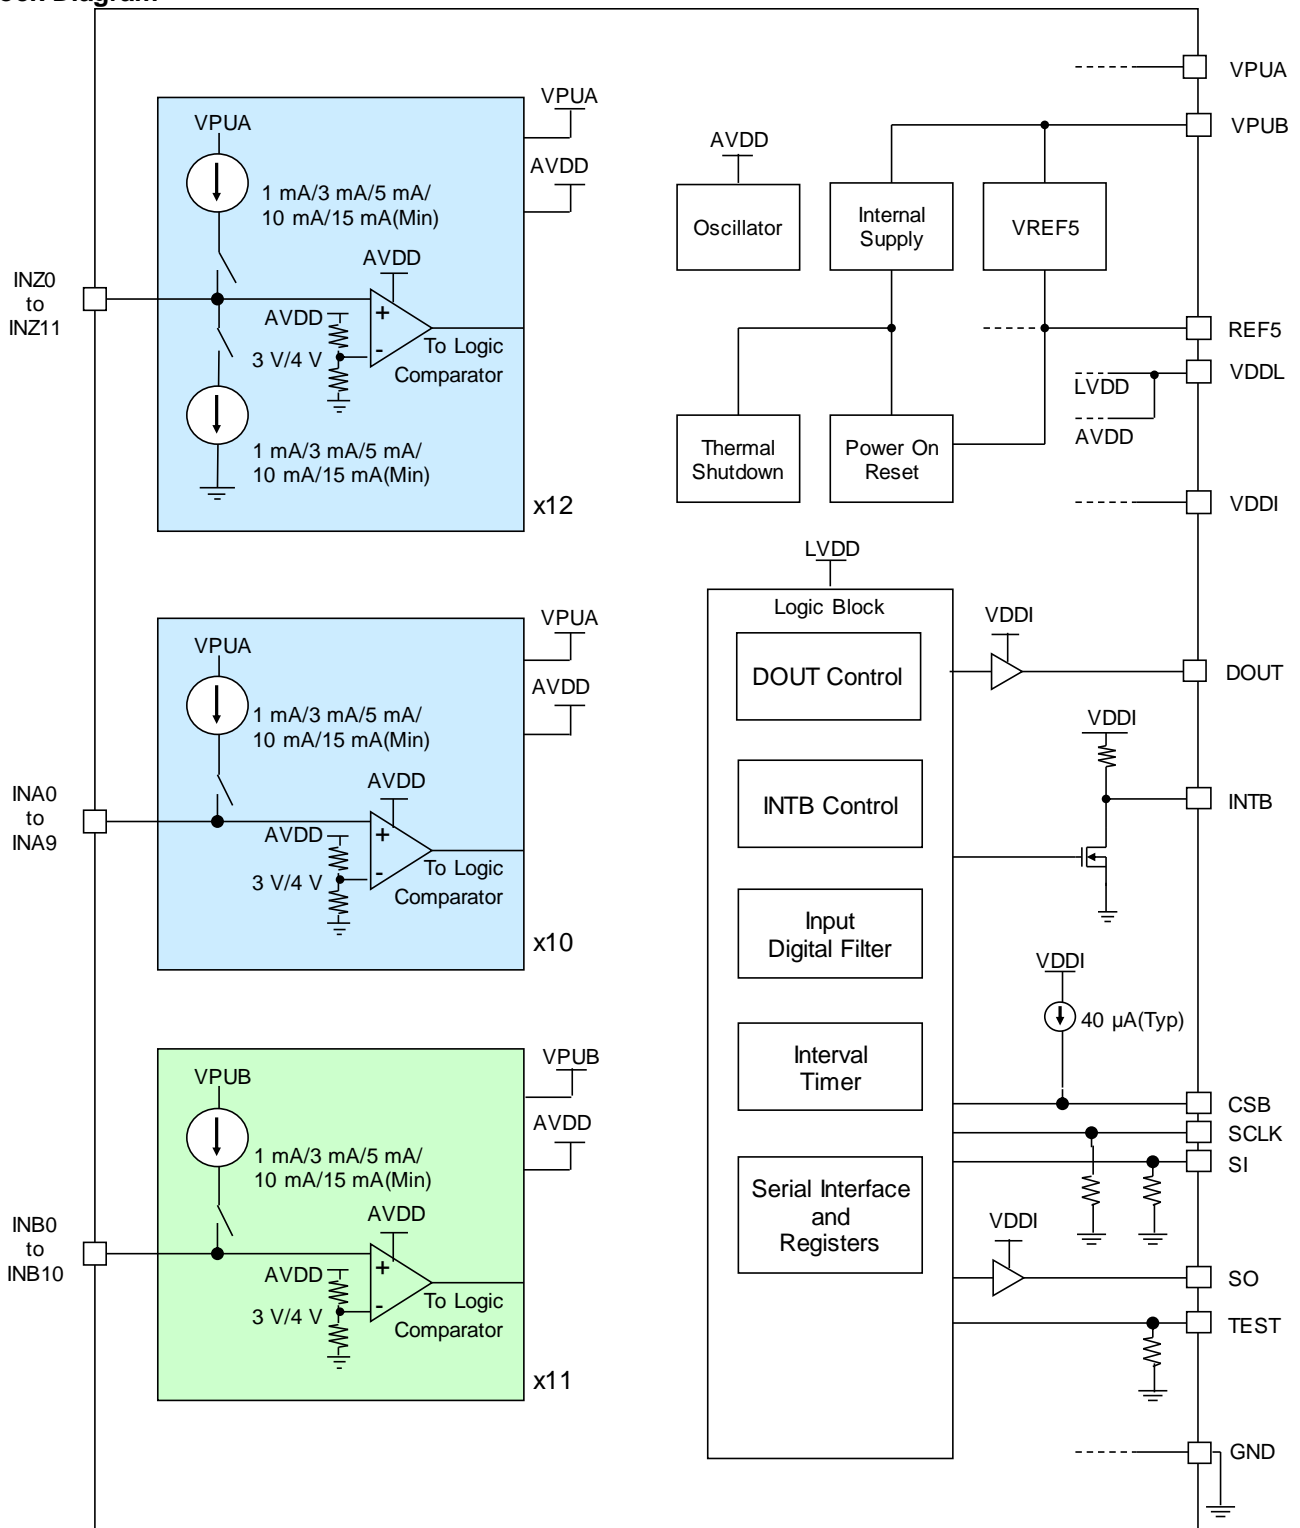 VPUA
VPUB
REF5
VDDL
LVDD
AVDD
VDDI
VPUA
AVDD
VPUA
1 mA/3 mA/5 mA/
10 mA/15 mA(Min)
AVDD
INZ0
to
INZ11
+
AVDD
3 V/4 V
-
To Logic
Comparator
1 mA/3 mA/5 mA/
10 mA/15 mA(Min)
x12
AVDD
Oscillator
Internal
Supply
VREF5
Thermal
Shutdown
Power On
Reset
VPUA
AVDD
VPUA
1 mA/3 mA/5 mA/
10 mA/15 mA(Min)
AVDD
INA0
to
INA9
+
AVDD
3 V/4 V
-
To Logic
Comparator
x10
VPUB
AVDD
VPUB
1 mA/3 mA/5 mA/
10 mA/15 mA(Min)
AVDD
INB0
to
INB10
+
AVDD
3 V/4 V
-
To Logic
Comparator
x11
LVDD
Logic Block
DOUT Control
INTB Control
Input
Digital Filter
Interval
Timer
Serial Interface
and
Registers
VDDI
DOUT
VDDI
INTB
VDDI
40 µA(Typ)
CSB
SCLK
SI
VDDI
SO
TEST
GND